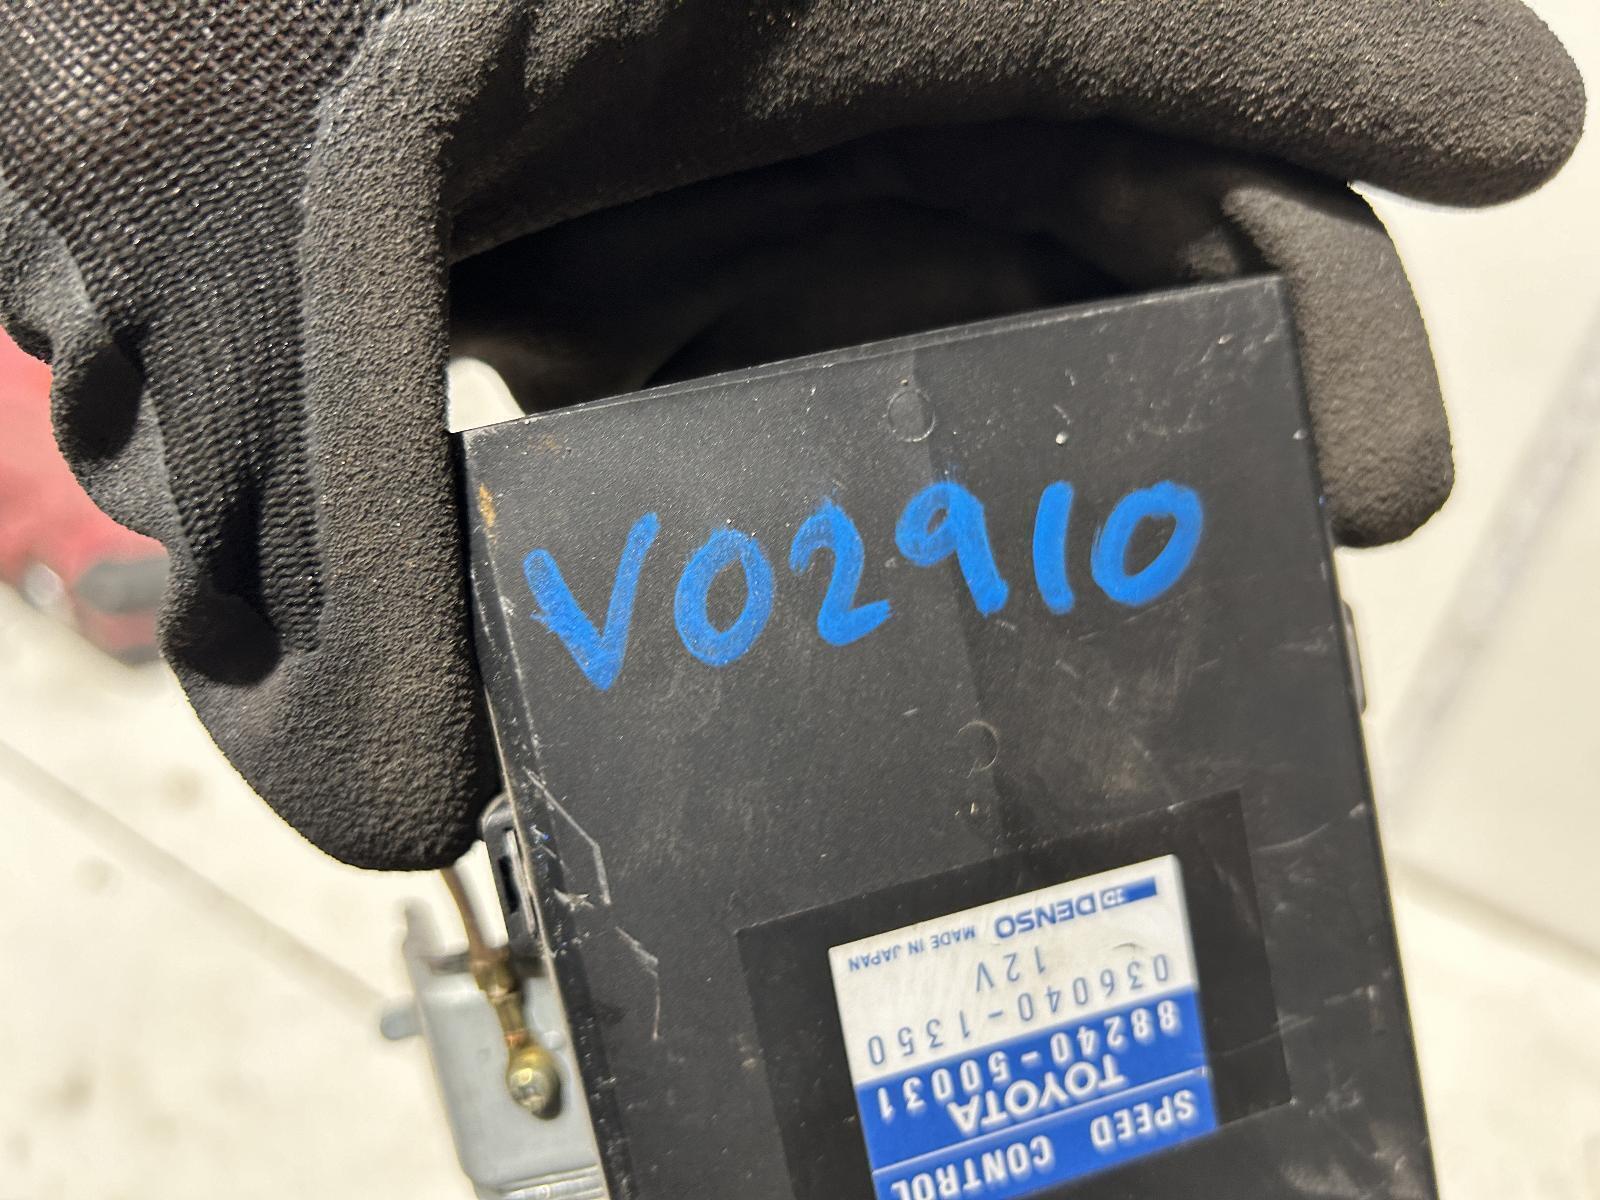 V02910
SPEED CONTROL
TOYOTA
88240-50031
036040-1350
12V
DENSO MADE IN JAPAN